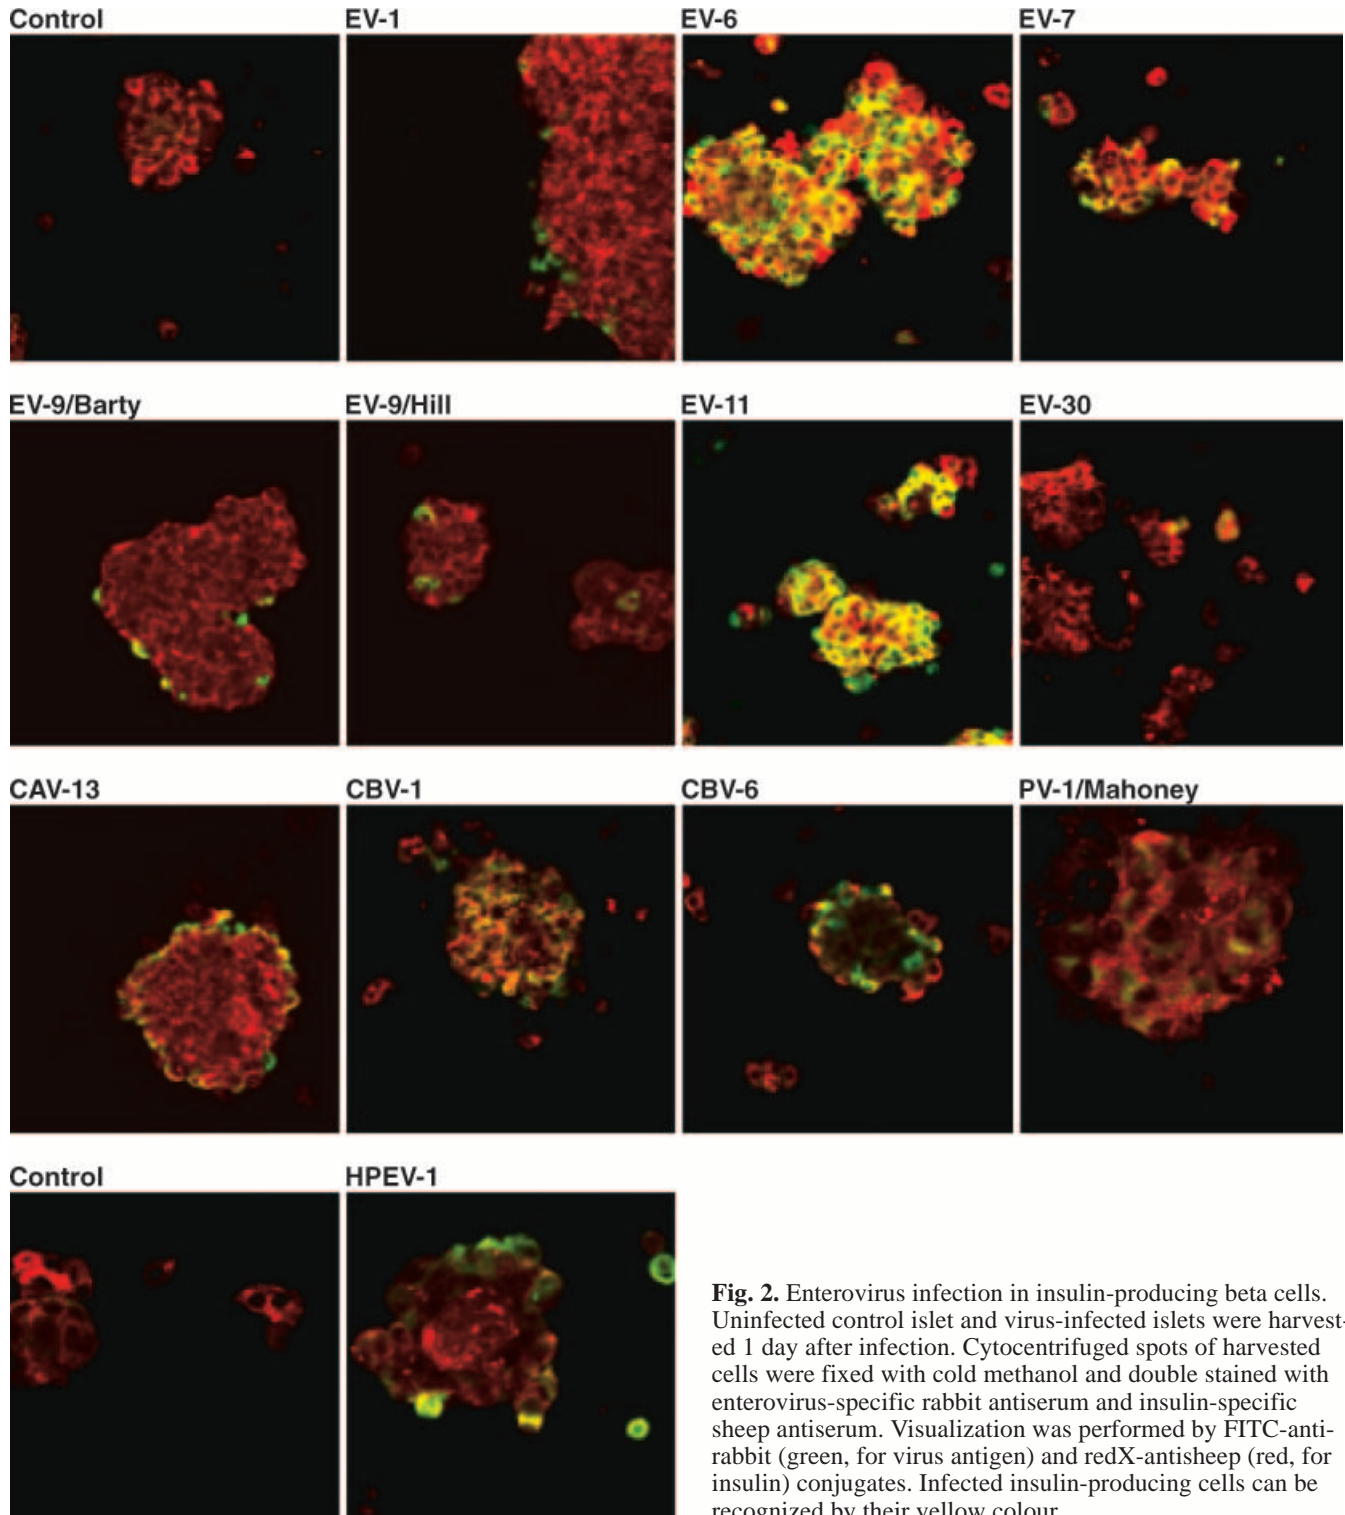 Control EV-1 EV-6 EV-7
EV-9/Barty EV-9/Hill EV-11 EV-30
CAV-13 CBV-1 CBV-6 PV-1/Mahoney
Control HPEV-1
Fig. 2. Enterovirus infection in insulin-producing beta cells.
Uninfected control islet and virus-infected islets were harvest-
ed 1 day after infection. Cytocentrifuged spots of harvested
cells were fixed with cold methanol and double stained with
enterovirus-specific rabbit antiserum and insulin-specific
sheep antiserum. Visualization was performed by FITC-anti-
rabbit (green, for virus antigen) and redX-antisheep (red, for
insulin) conjugates. Infected insulin-producing cells can be
recognized by their yellow colour